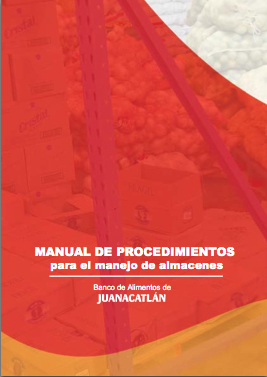 MANUAL DE PROCEDIMIENTOS
para el manejo de almacenes
Banco de Alimentos de
JUANACATLÁN